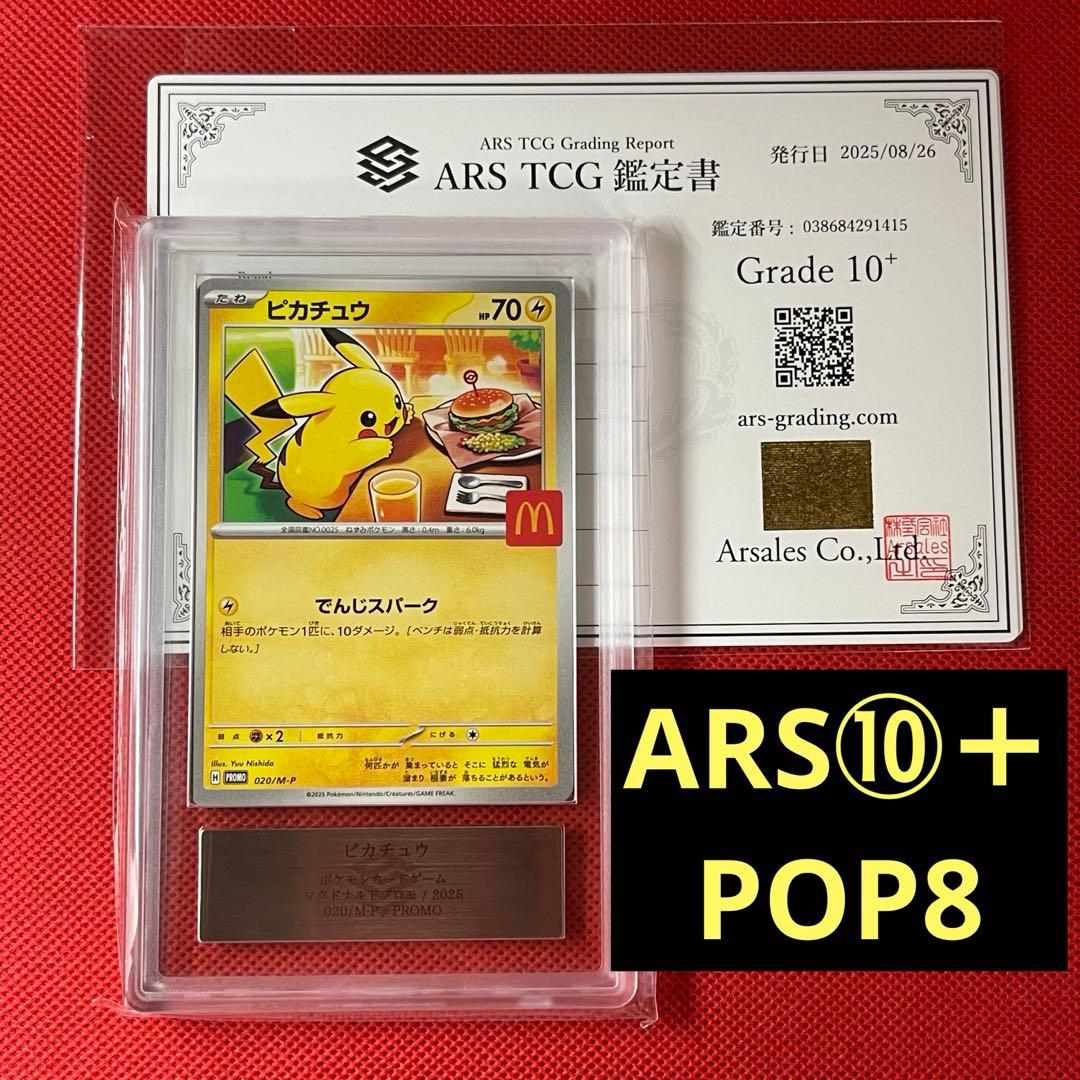 ARS TCG Grading Report
ARS TCG 鑑定書
発行日 2025/08/26
鑑定番号: 038684291415
Grade 10+
ars-grading.com
Arsales Co.,Ltd.
Brand
たね
ピカチュウ
HP70
全国図鑑NO.0025 ねずみポケモン 高さ:0.4m 重さ:6.0kg
でんじスパーク
相手のポケモン1匹に、10ダメージ。[ベンチは弱点・抵抗力を計算
しない。]
弱点 ×2 抵抗力 にげる
Illus. Yuu Nishida
H PROMO 020/M-P
何匹かが 集まっていると そこに 猛烈な 電気が
溜まり 稲妻が 落ちることがあるという。
©2025 Pokémon/Nintendo/Creatures/GAME FREAK.
ピカチュウ
ポケモンカードゲーム
マクドナルドプロモ / 2025
020/M-P / PROMO
ARS⑩+
POP8